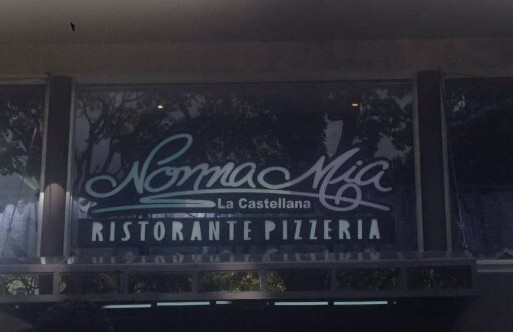 Nonna Mia
La Castellana
RISTORANTE PIZZERIA